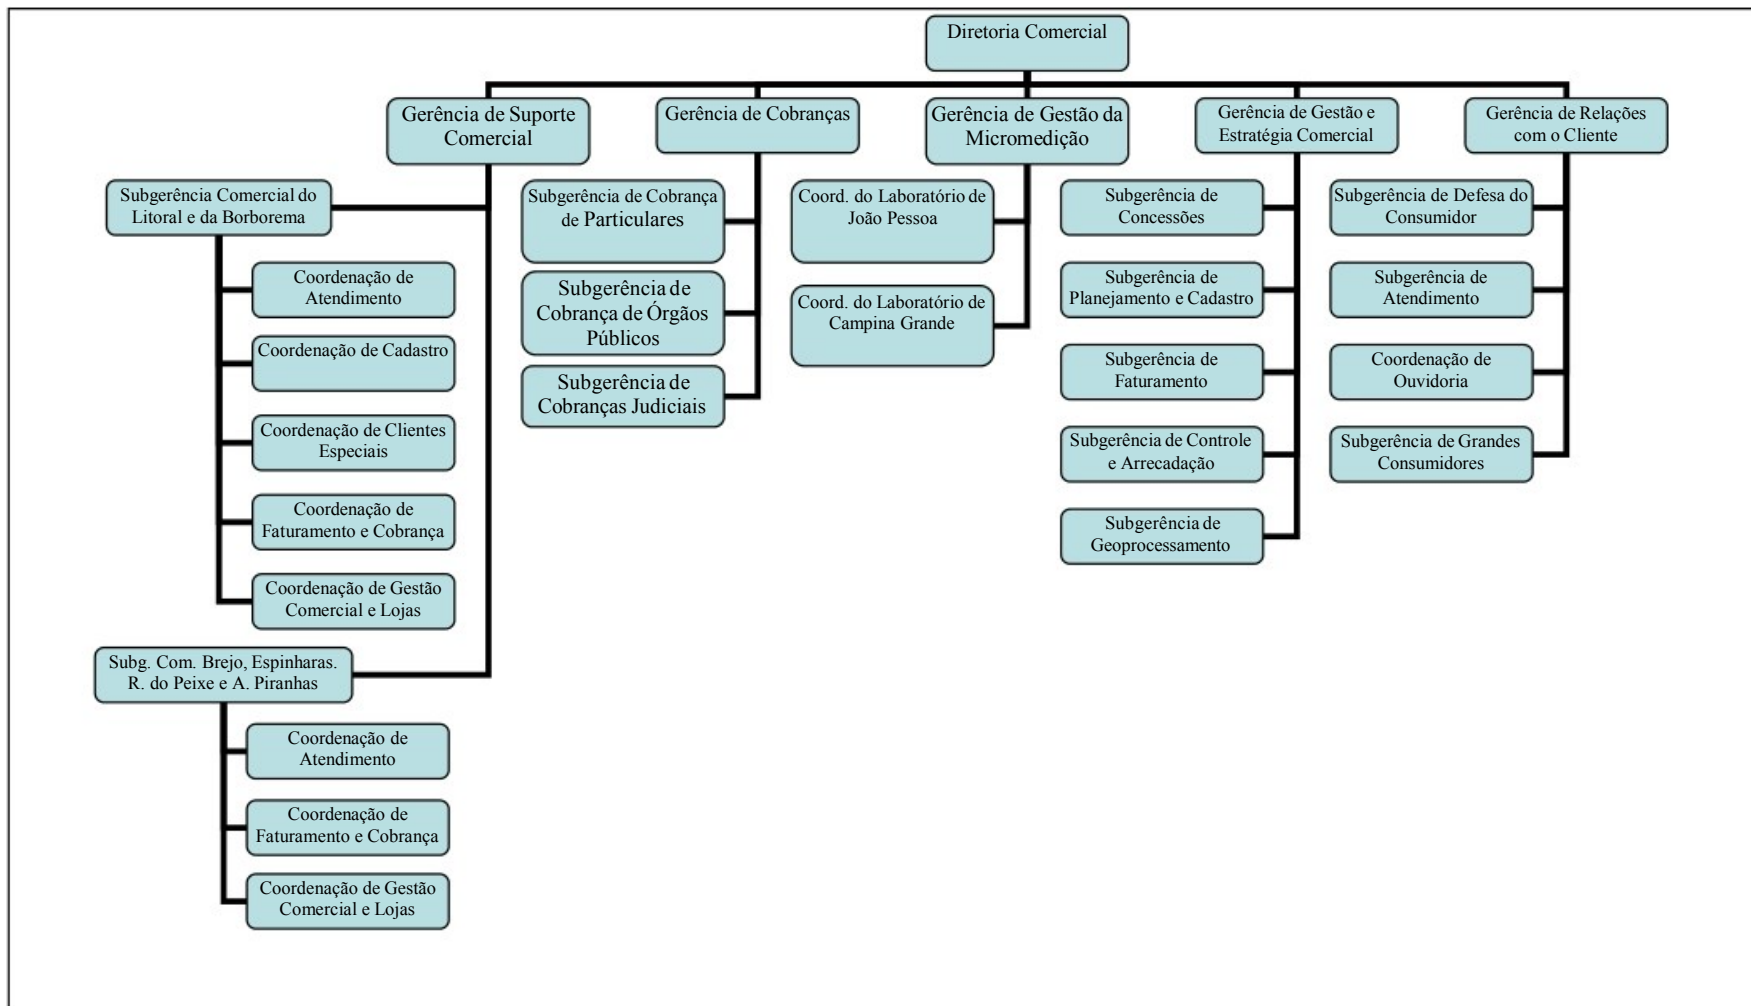 Diretoria Comercial
Gerência de Suporte
Comercial
Gerência de Cobranças
Gerência de Gestão da
Micromedição
Gerência de Gestão e
Estratégia Comercial
Gerência de Relações
com o Cliente
Subgerência Comercial do
Litoral e da Borborema
Coordenação de
Atendimento
Coordenação de Cadastro
Coordenação de Clientes
Especiais
Coordenação de
Faturamento e Cobrança
Coordenação de Gestão
Comercial e Lojas
Subg. Com. Brejo, Espinharas.
R. do Peixe e A. Piranhas
Coordenação de
Atendimento
Coordenação de
Faturamento e Cobrança
Coordenação de Gestão
Comercial e Lojas
Subgerência de Cobrança
de Particulares
Subgerência de
Cobrança de Órgãos
Públicos
Subgerência de
Cobranças Judiciais
Coord. do Laboratório de
João Pessoa
Coord. do Laboratório de
Campina Grande
Subgerência de
Concessões
Subgerência de
Planejamento e Cadastro
Subgerência de
Faturamento
Subgerência de Controle
e Arrecadação
Subgerência de
Geoprocessamento
Subgerência de Defesa do
Consumidor
Subgerência de
Atendimento
Coordenação de
Ouvidoria
Subgerência de Grandes
Consumidores